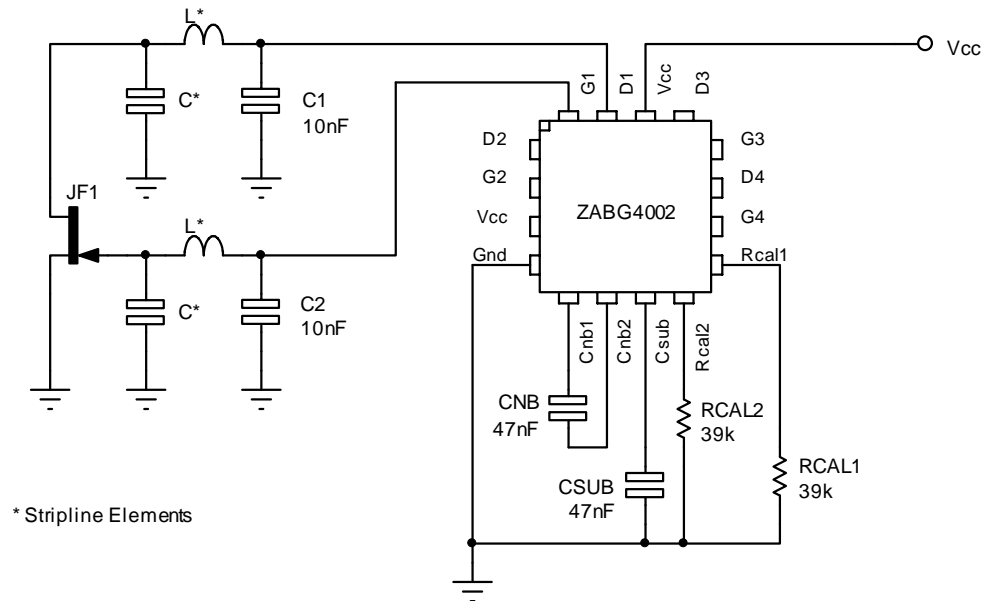 L*
Vcc
G1
D1
Vcc
D3
C*
C1
10nF
D2
G3
G2
D4
JF1
L*
ZABG4002
Vcc
G4
Gnd
Rcal1
C*
C2
10nF
Cnb1
Cnb2
Csub
Rcal2
CNB
47nF
RCAL2
39k
RCAL1
39k
CSUB
47nF
* Stripline Elements